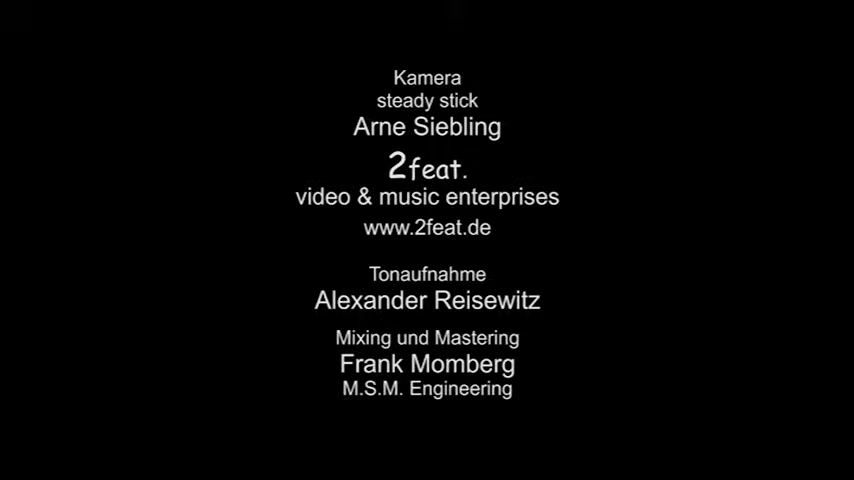 Kamera
steady stick
Arne Siebling
2feat.
video & music enterprises
www.2feat.de
Tonaufnahme
Alexander Reisewitz
Mixing und Mastering
Frank Momberg
M.S.M. Engineering